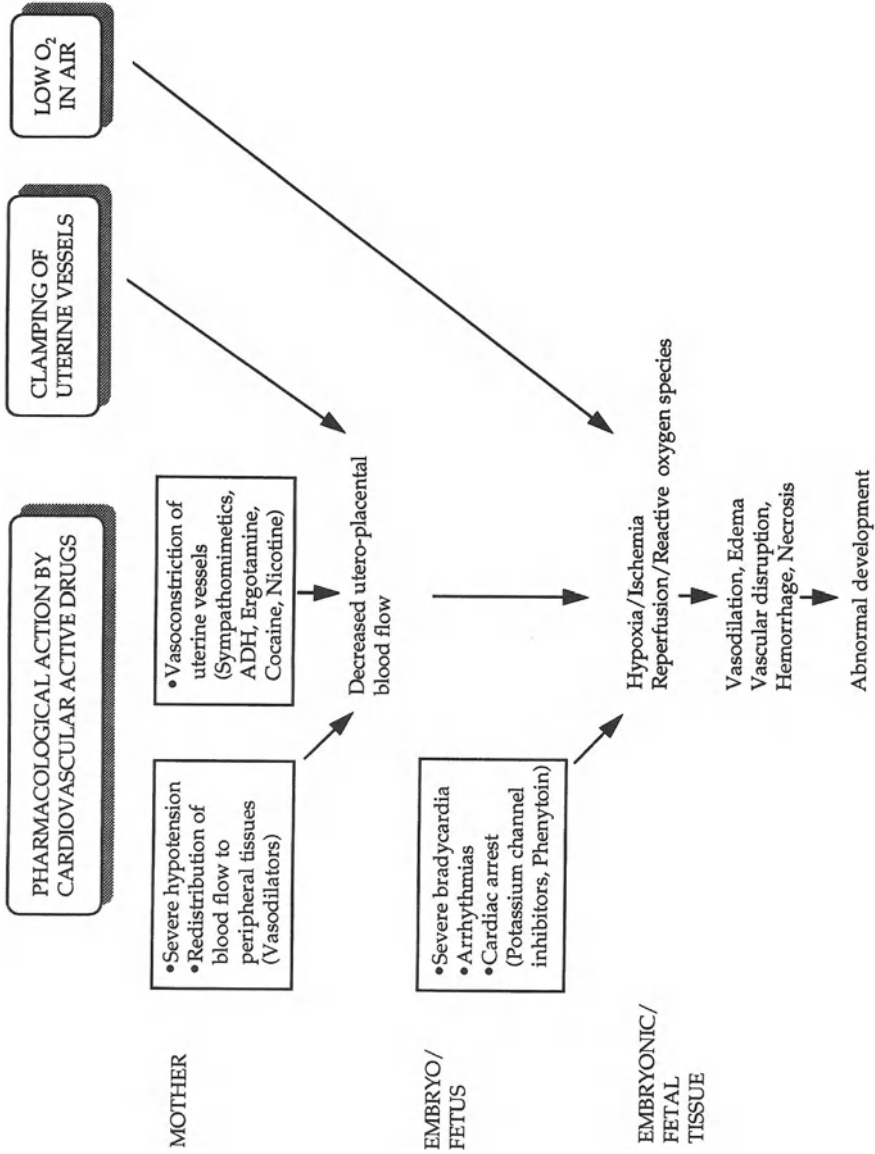 PHARMACOLOGICAL ACTION BY
CARDIOVASCULAR ACTIVE DRUGS
CLAMPING OF
UTERINE VESSELS
LOW O₂
IN AIR
MOTHER
•Severe hypotension
•Redistribution of
blood flow to
peripheral tissues
(Vasodilators)
•Vasoconstriction of
uterine vessels
(Sympathomimetics,
ADH, Ergotamine,
Cocaine, Nicotine)
Decreased utero-placental
blood flow
EMBRYO/
FETUS
•Severe bradycardia
•Arrhythmias
•Cardiac arrest
(Potassium channel
inhibitors, Phenytoin)
EMBRYONIC/
FETAL
TISSUE
Hypoxia/Ischemia
Reperfusion/Reactive oxygen species
Vasodilation, Edema
Vascular disruption,
Hemorrhage, Necrosis
Abnormal development